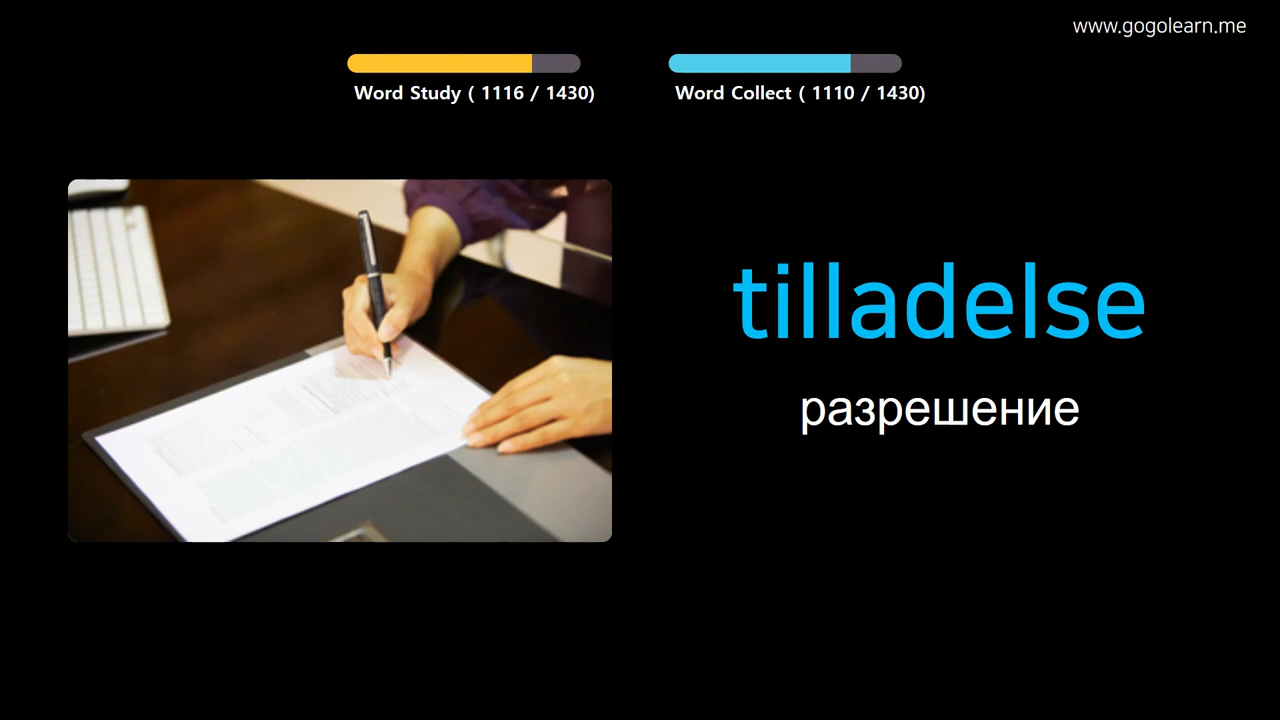 www.gogolearn.me
Word Study ( 1116 / 1430)
Word Collect ( 1110 / 1430)
tilladelse
разрешение